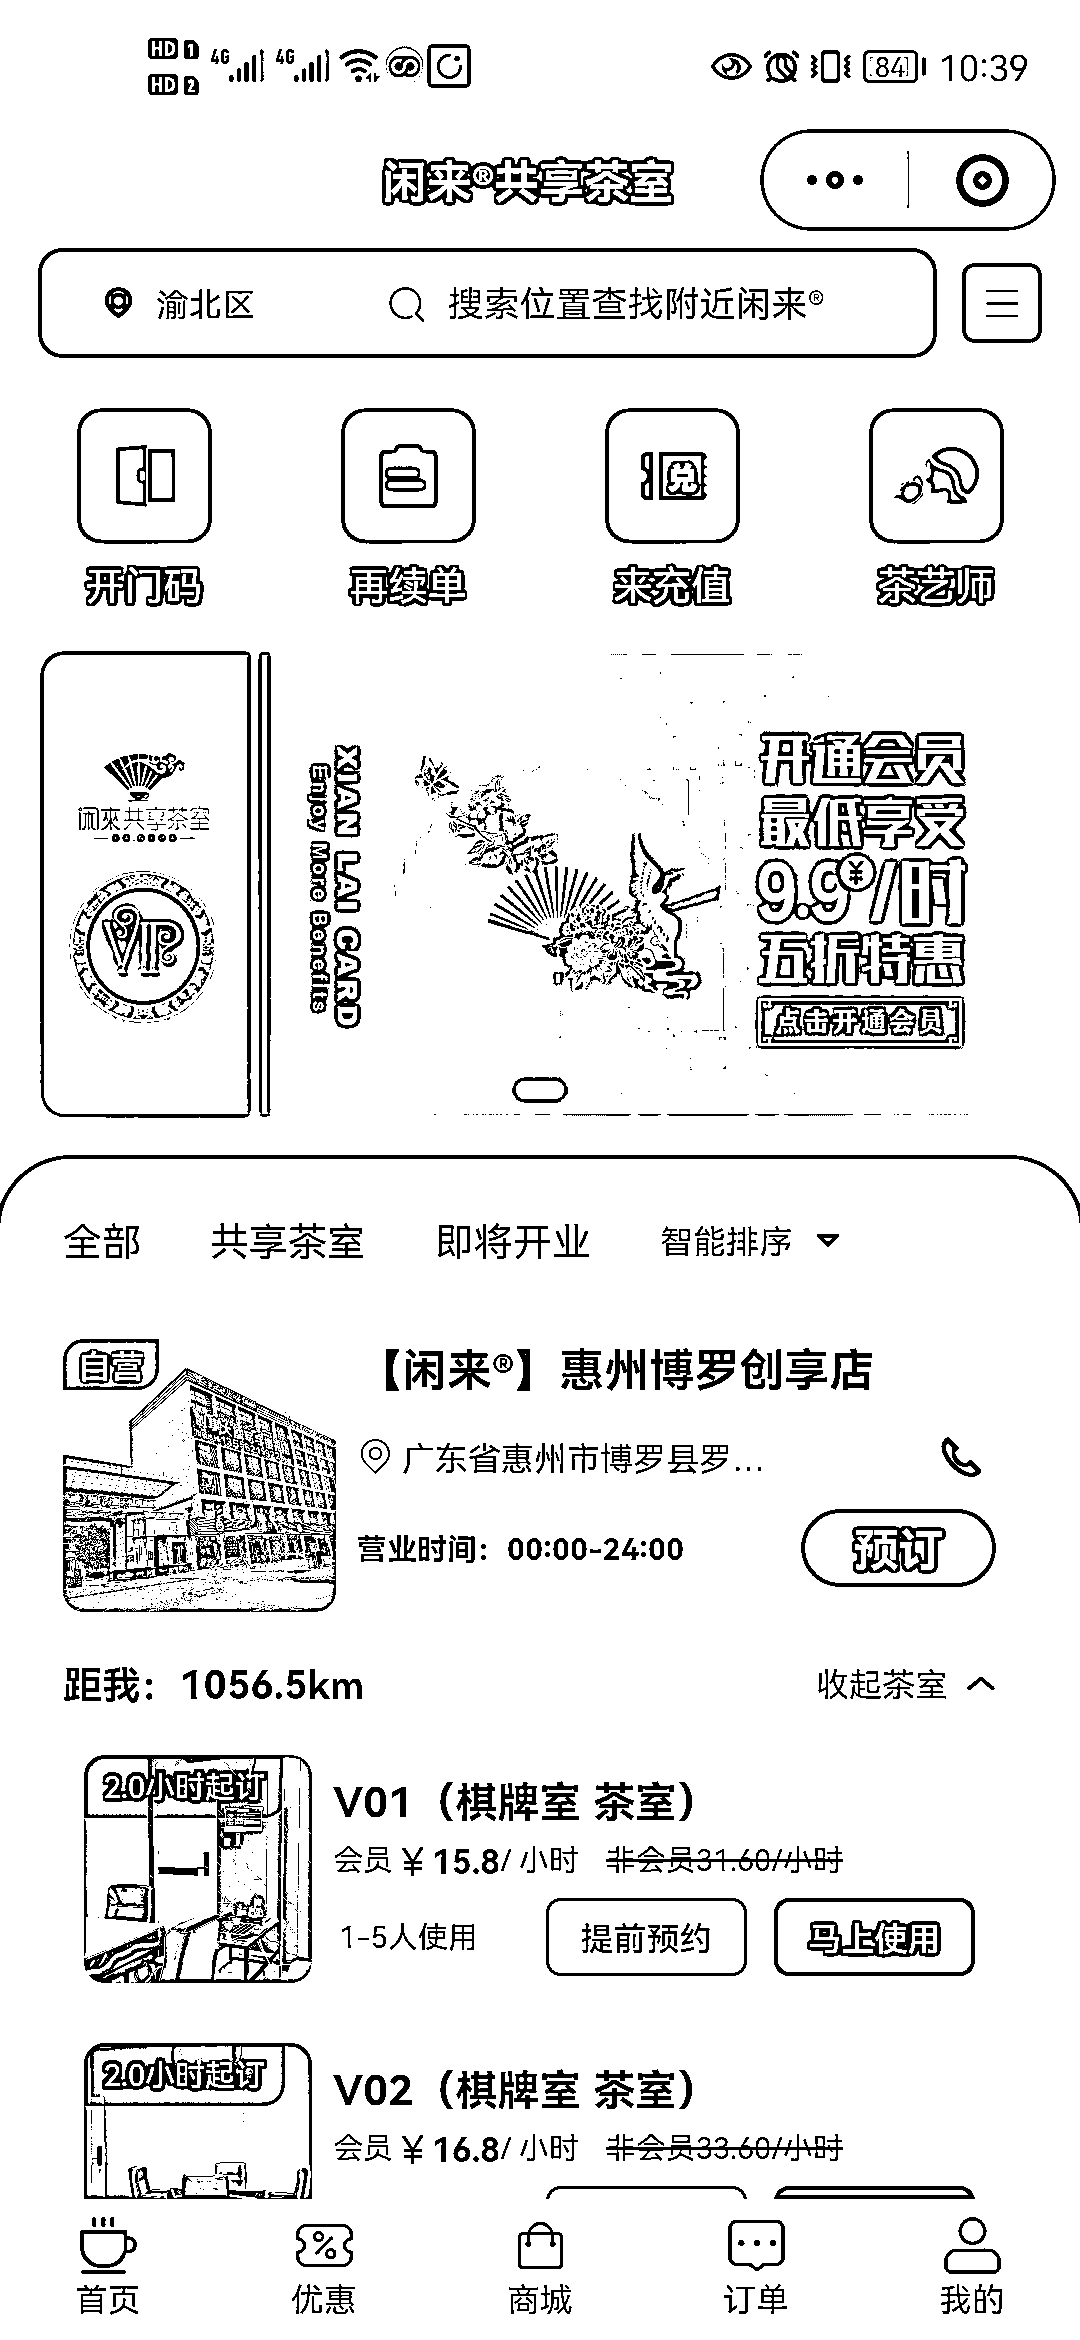 HD 1 4G 4G 84 10:39
HD 2
闲来®共享茶室
渝北区 搜索位置查找附近闲来®
开门码 再续单 来充值 茶艺师
闲來共享茶室
VIP
XIAN LAI CARD
Enjoy More Benefits
开通会员
最低享受
9.9¥/时
五折特惠
点击开通会员
全部 共享茶室 即将开业 智能排序
自营
【闲来®】惠州博罗创享店
广东省惠州市博罗县罗...
营业时间：00:00-24:00
预订
距我：1056.5km 收起茶室
2.0小时起订
V01（棋牌室 茶室）
会员￥15.8/小时 非会员31.60//小时
1-5人使用 提前预约 马上使用
2.0小时起订
V02（棋牌室 茶室）
会员￥16.8/小时 非会员33.60//小时
首页 优惠 商城 订单 我的